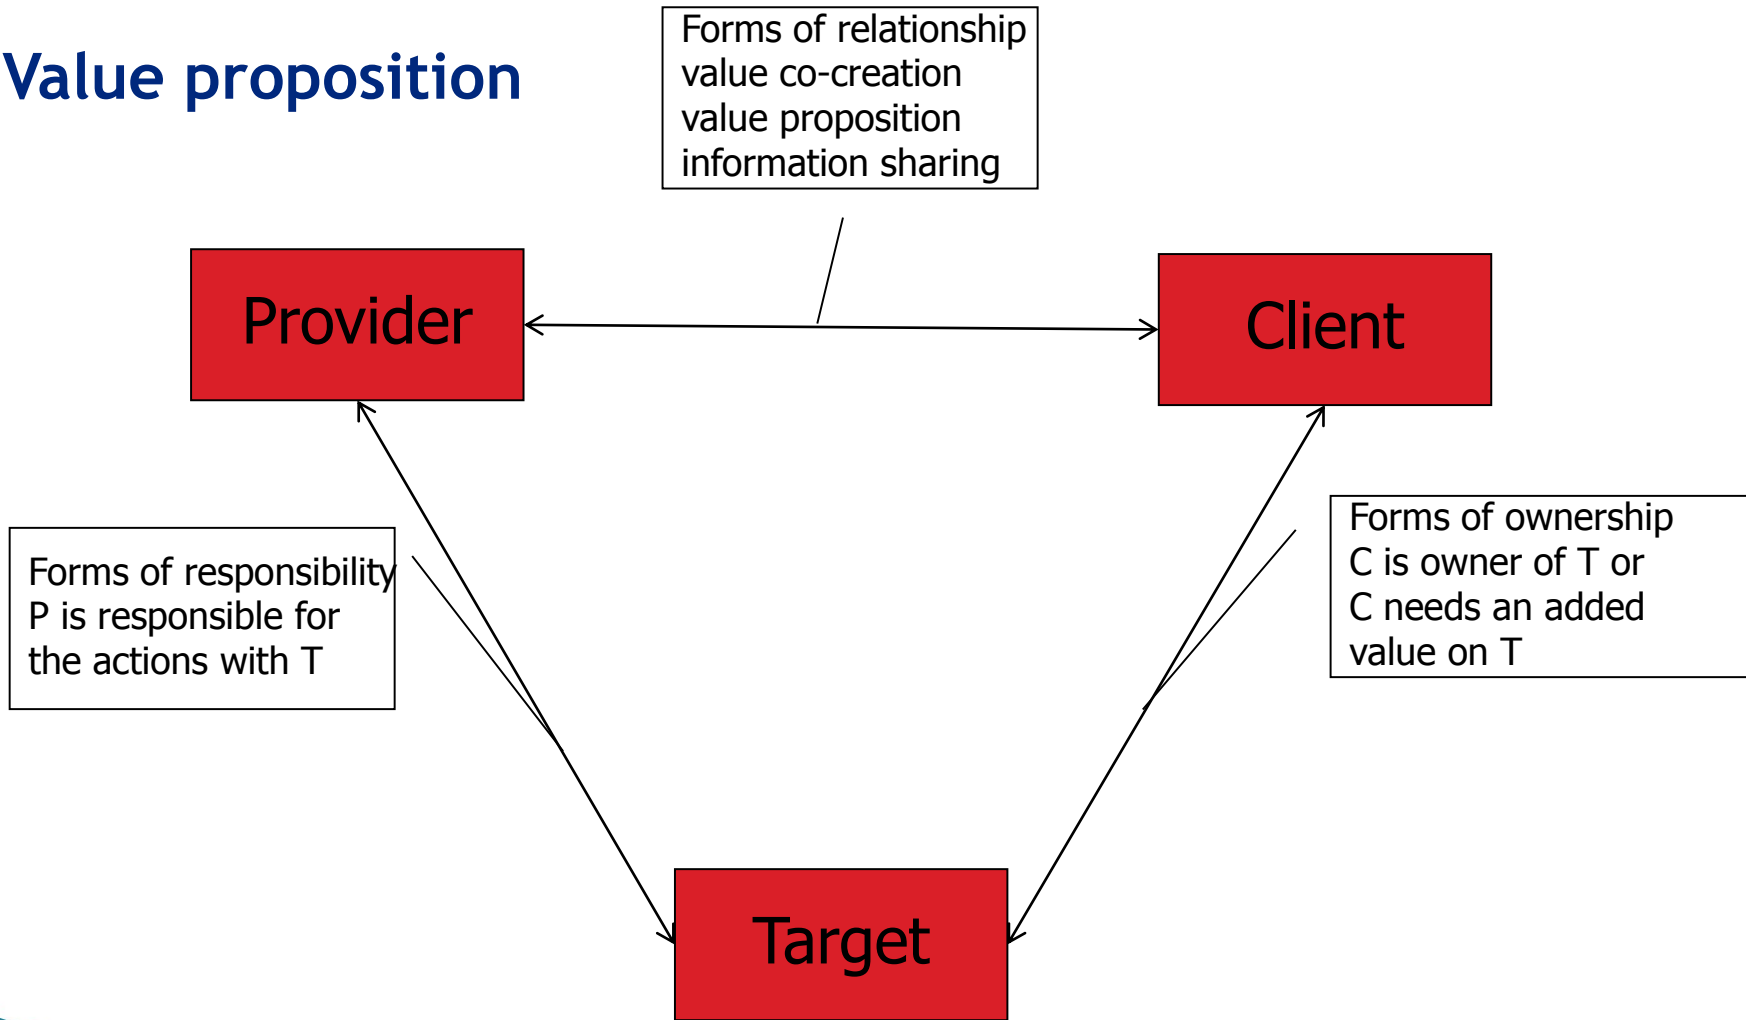 Value proposition
Forms of relationship
value co-creation
value proposition
information sharing
Provider
Client
Forms of responsibility
P is responsible for
the actions with T
Forms of ownership
C is owner of T or
C needs an added
value on T
Target